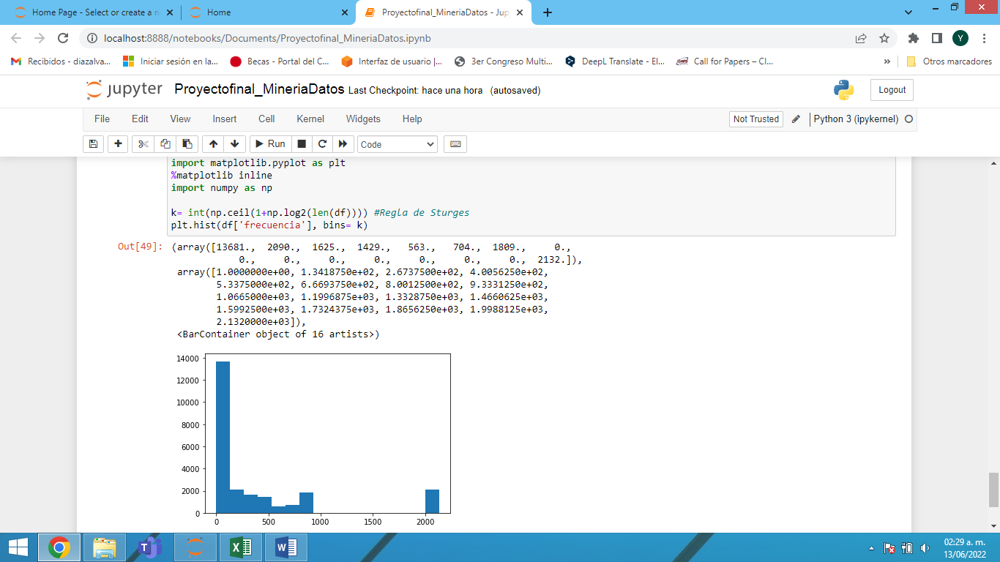 Home Page - Select or create a n
Home
Proyectofinal_MineriaDatos - Jup
localhost:8888/notebooks/Documents/Proyectofinal_MineriaDatos.ipynb
Y
Recibidos - diazalva...
Iniciar sesión en la...
Becas - Portal del C...
Interfaz de usuario |...
3er Congreso Multi...
DeepL Translate - El...
Call for Papers – Cl...
»
Otros marcadores
jupyter Proyectofinal_MineriaDatos Last Checkpoint: hace una hora (autosaved)
Logout
File Edit View Insert Cell Kernel Widgets Help
Not Trusted
Python 3 (ipykernel)
Run
Code
import matplotlib.pyplot as plt
%matplotlib inline
import numpy as np
k= int(np.ceil(1+np.log2(len(df)))) #Regla de Sturges
plt.hist(df['frecuencia'], bins= k)
Out[49]: (array([13681., 2090., 1625., 1429., 563., 704., 1809., 0.,
0., 0., 0., 0., 0., 0., 0., 2132.]),
array([1.0000000e+00, 1.3418750e+02, 2.6737500e+02, 4.0056250e+02,
5.3375000e+02, 6.6693750e+02, 8.0012500e+02, 9.3331250e+02,
1.0665000e+03, 1.1996875e+03, 1.3328750e+03, 1.4660625e+03,
1.5992500e+03, 1.7324375e+03, 1.8656250e+03, 1.9988125e+03,
2.1320000e+03]),
<BarContainer object of 16 artists>)
14000
12000
10000
8000
6000
4000
2000
0
0 500 1000 1500 2000
02:29 a. m.
13/06/2022